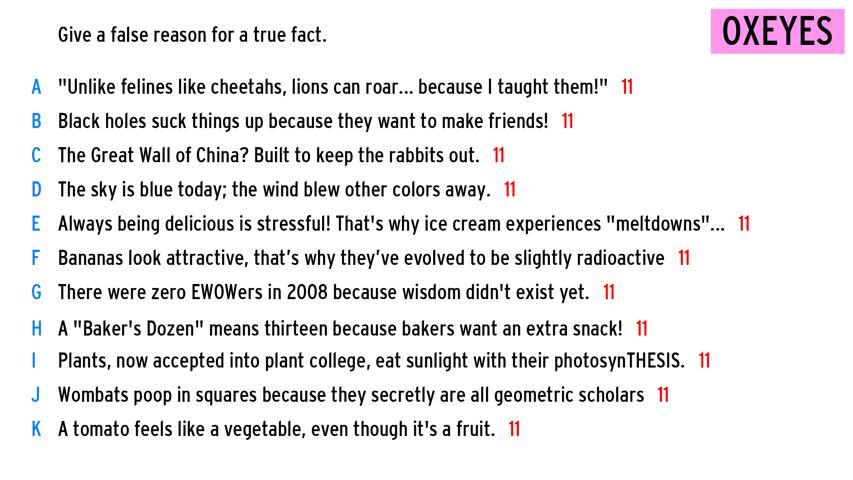 Give a false reason for a true fact.
OXEYES
A "Unlike felines like cheetahs, lions can roar... because I taught them!" 11
B Black holes suck things up because they want to make friends! 11
C The Great Wall of China? Built to keep the rabbits out. 11
D The sky is blue today; the wind blew other colors away. 11
E Always being delicious is stressful! That's why ice cream experiences "meltdowns"... 11
F Bananas look attractive, that’s why they’ve evolved to be slightly radioactive 11
G There were zero EWOWers in 2008 because wisdom didn't exist yet. 11
H A "Baker's Dozen" means thirteen because bakers want an extra snack! 11
I Plants, now accepted into plant college, eat sunlight with their photosynTHESIS. 11
J Wombats poop in squares because they secretly are all geometric scholars 11
K A tomato feels like a vegetable, even though it's a fruit. 11